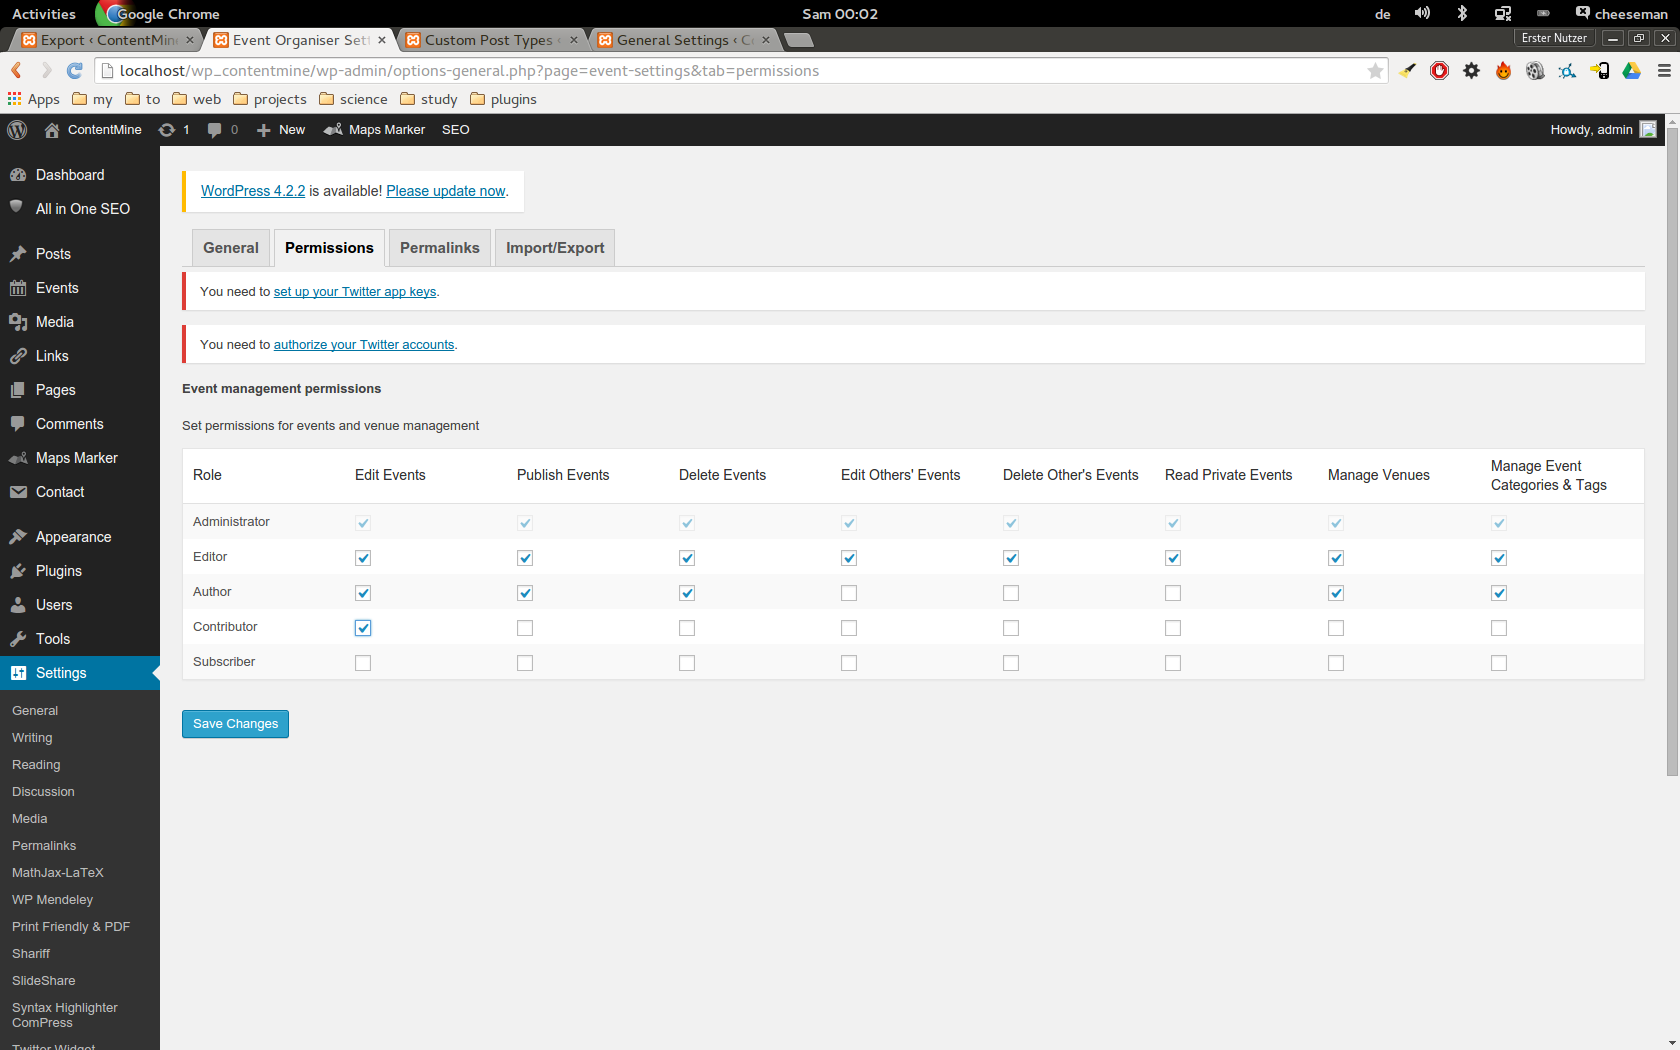 Activities Google Chrome Sam 00:02 de cheeseman
Export ‹ ContentMin Event Organiser Set Custom Post Types ‹ General Settings ‹ C Erster Nutzer
localhost/wp_contentmine/wp-admin/options-general.php?page=event-settings&tab=permissions
Apps my to web projects science study plugins
ContentMine 1 0 New Maps Marker SEO Howdy, admin
Dashboard
All in One SEO
Posts
Events
Media
Links
Pages
Comments
Maps Marker
Contact
Appearance
Plugins
Users
Tools
Settings
General
Writing
Reading
Discussion
Media
Permalinks
MathJax-LaTeX
WP Mendeley
Print Friendly & PDF
Shariff
SlideShare
Syntax Highlighter
ComPress
Twitter Widget
WordPress 4.2.2 is available! Please update now.
General Permissions Permalinks Import/Export
You need to set up your Twitter app keys.
You need to authorize your Twitter accounts.
Event management permissions
Set permissions for events and venue management
Role Edit Events Publish Events Delete Events Edit Others' Events Delete Other's Events Read Private Events Manage Venues Manage Event
Categories & Tags
Administrator
Editor
Author
Contributor
Subscriber
Save Changes